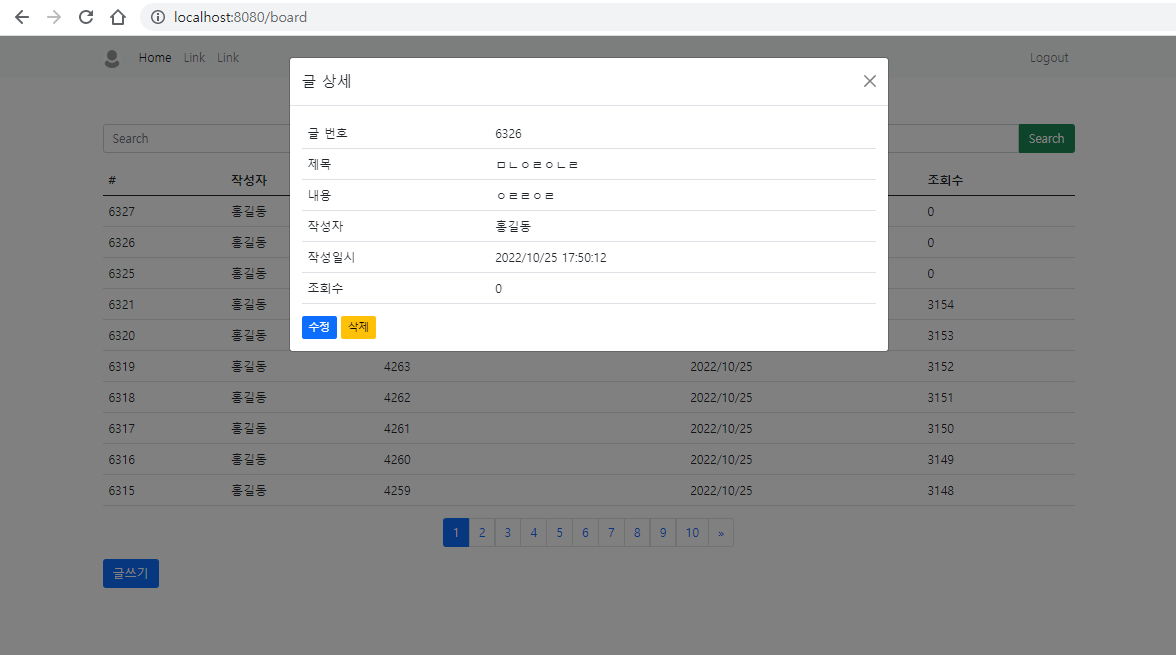 localhost:8080/board
Home Link Link Logout
글 상세
Search Search
글 번호 6326
제목 ㅁㄴㅇㄹㅇㄴㄹ
내용 ㅇㄹㄹㅇㄹ
작성자 홍길동
작성일시 2022/10/25 17:50:12
조회수 0
수정 삭제
# 작성자 조회수
6327 홍길동 0
6326 홍길동 0
6325 홍길동 0
6321 홍길동 3154
6320 홍길동 3153
6319 홍길동 4263 2022/10/25 3152
6318 홍길동 4262 2022/10/25 3151
6317 홍길동 4261 2022/10/25 3150
6316 홍길동 4260 2022/10/25 3149
6315 홍길동 4259 2022/10/25 3148
1 2 3 4 5 6 7 8 9 10 »
글쓰기